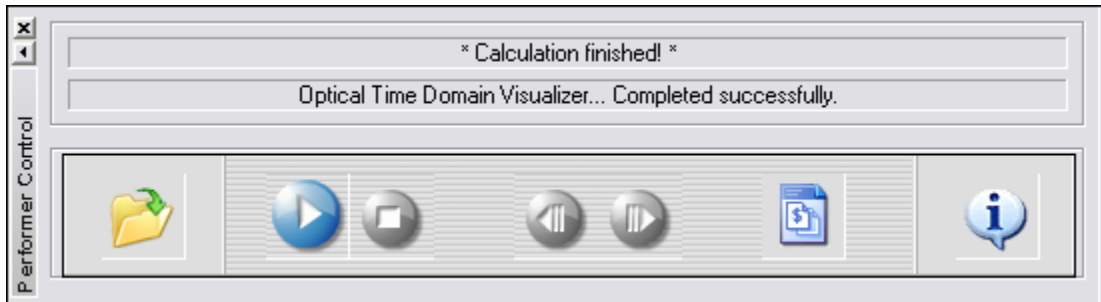 * Calculation finished! *
Optical Time Domain Visualizer... Completed successfully.
Performer Control
$
i